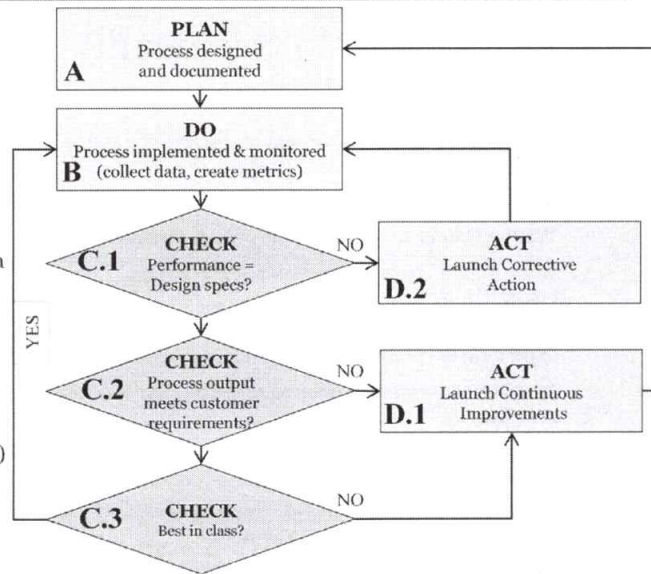 PLAN
Process designed
and documented
A
DO
Process implemented & monitored
(collect data, create metrics)
B
CHECK
Performance =
Design specs?
C.1
NO
ACT
Launch Corrective
Action
D.2
YES
CHECK
Process output
meets customer
requirements?
C.2
NO
ACT
Launch Continuous
Improvements
D.1
CHECK
Best in class?
C.3
NO
a
)